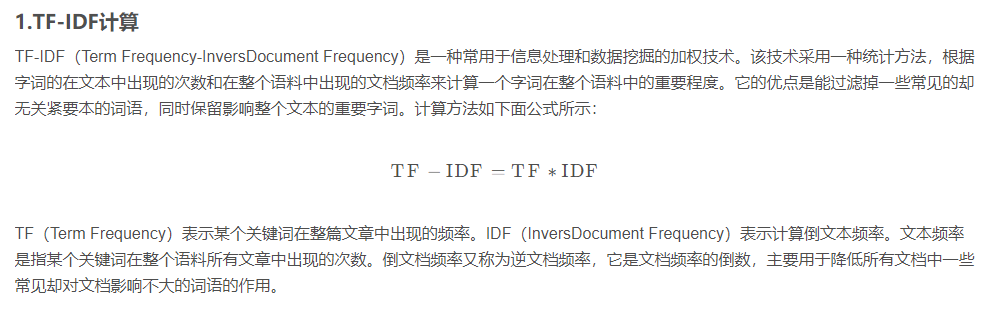 1.TF-IDF计算
TF-IDF（Term Frequency-InversDocument Frequency）是一种常用于信息处理和数据挖掘的加权技术。该技术采用一种统计方法，根据
字词的在文本中出现的次数和在整个语料中出现的文档频率来计算一个字词在整个语料中的重要程度。它的优点是能过滤掉一些常见的却
无关紧要本的词语，同时保留影响整个文本的重要字词。计算方法如下面公式所示：
TF − IDF = TF ∗ IDF
TF（Term Frequency）表示某个关键词在整篇文章中出现的频率。IDF（InversDocument Frequency）表示计算倒文本频率。文本频率
是指某个关键词在整个语料所有文章中出现的次数。倒文档频率又称为逆文档频率，它是文档频率的倒数，主要用于降低所有文档中一些
常见却对文档影响不大的词语的作用。